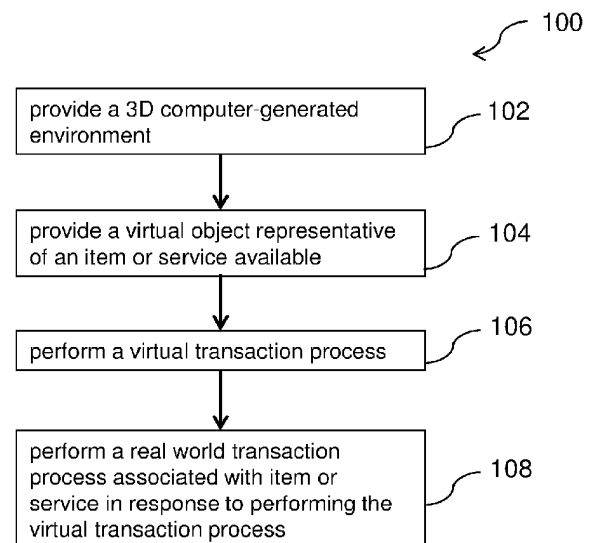 100
provide a 3D computer-generated
environment
102
provide a virtual object representative
of an item or service available
104
perform a virtual transaction process
106
perform a real world transaction
process associated with item or
service in response to performing the
virtual transaction process
108